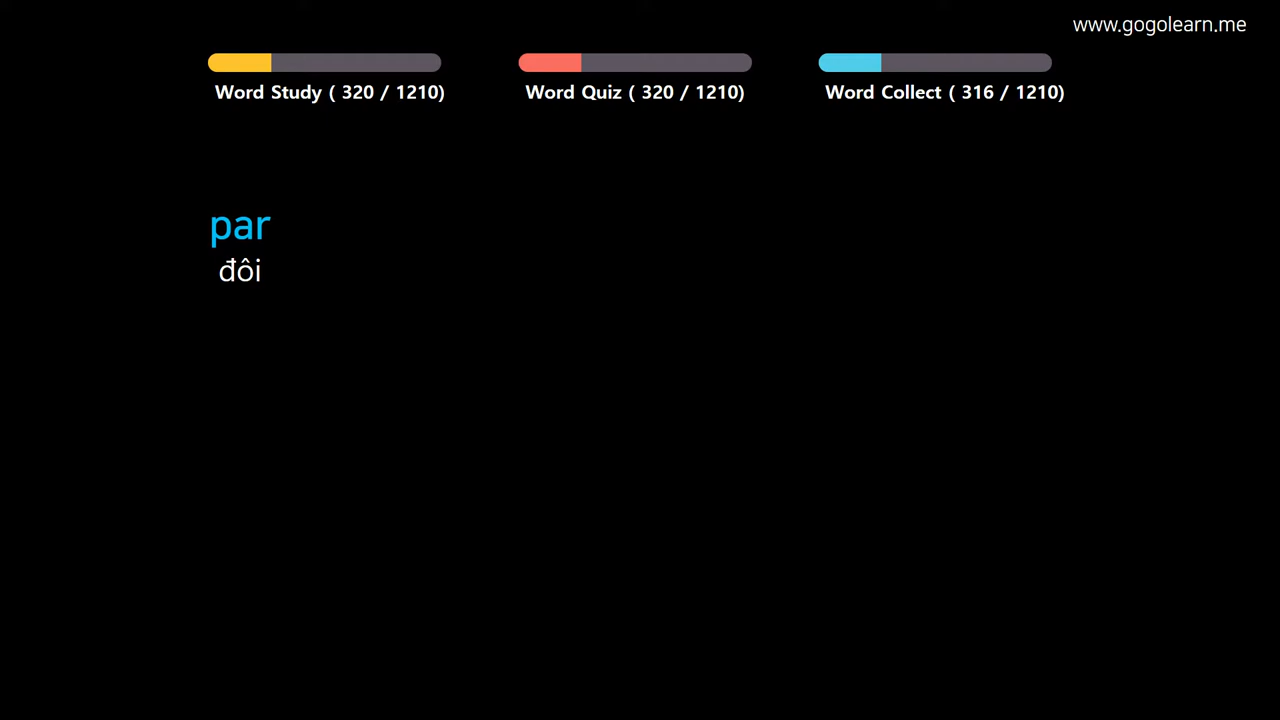 www.gogolearn.me
Word Study ( 320 / 1210)
Word Quiz ( 320 / 1210)
Word Collect ( 316 / 1210)
par
đôi